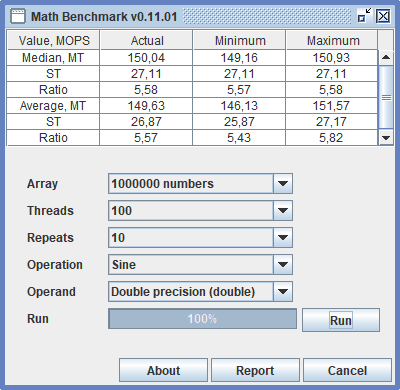 Math Benchmark v0.11.01
Value, MOPS Actual Minimum Maximum
Median, MT 150,04 149,16 150,93
ST 27,11 27,11 27,11
Ratio 5,58 5,57 5,58
Average, MT 149,63 146,13 151,57
ST 26,87 25,87 27,17
Ratio 5,57 5,43 5,82
Array 1000000 numbers
Threads 100
Repeats 10
Operation Sine
Operand Double precision (double)
Run 100% Run
About Report Cancel